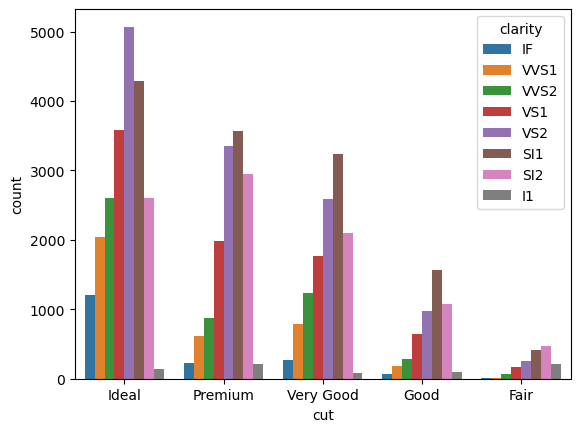 clarity
IF
VVS1
VVS2
VS1
VS2
SI1
SI2
I1
count
5000
4000
3000
2000
1000
0
Ideal Premium Very Good Good Fair
cut